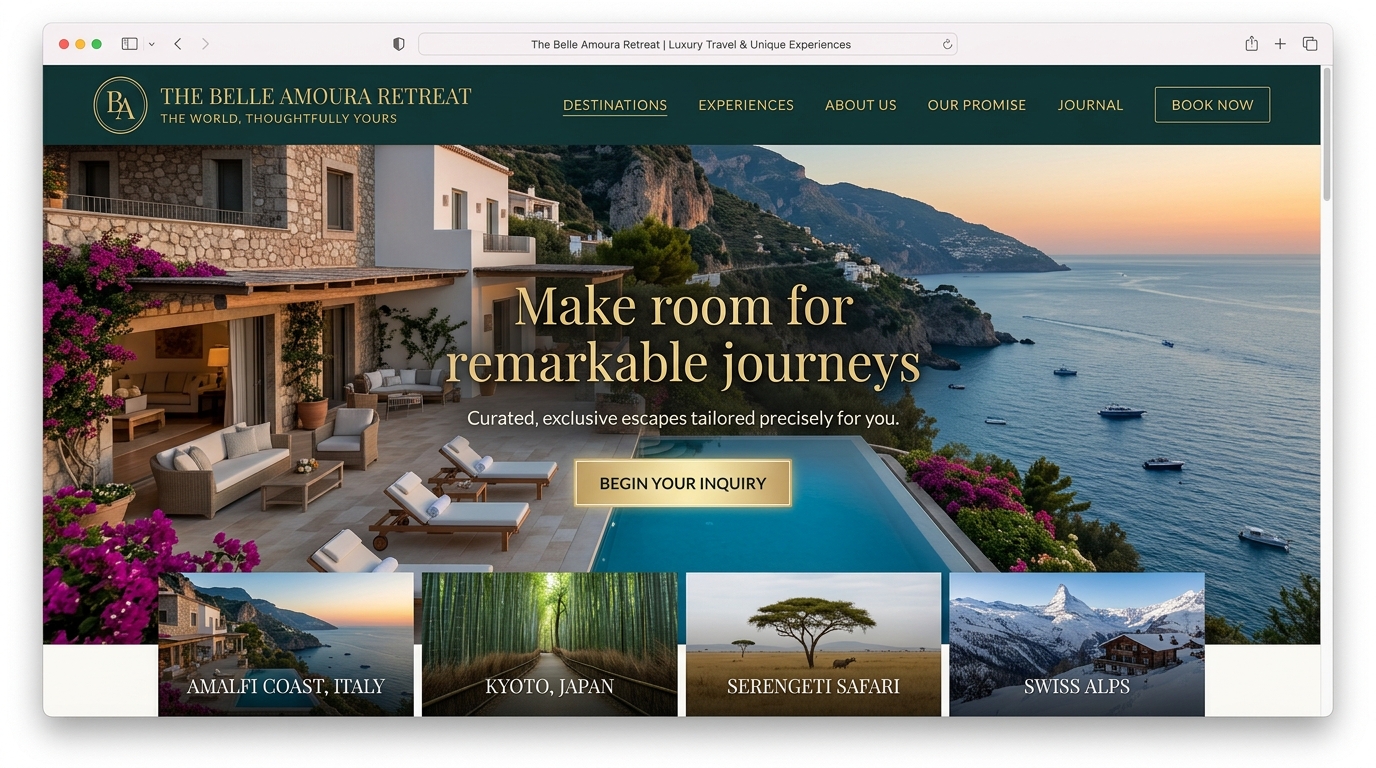 The Belle Amoura Retreat | Luxury Travel & Unique Experiences
BA
THE BELLE AMOURA RETREAT
THE WORLD, THOUGHTFULLY YOURS
DESTINATIONS EXPERIENCES ABOUT US OUR PROMISE JOURNAL BOOK NOW
Make room for
remarkable journeys
Curated, exclusive escapes tailored precisely for you.
BEGIN YOUR INQUIRY
AMALFI COAST, ITALY KYOTO, JAPAN SERENGETI SAFARI SWISS ALPS